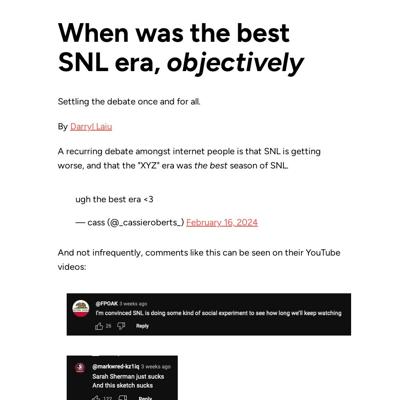 When was the best
SNL era, objectively
Settling the debate once and for all.
By Darryl Laiu
A recurring debate amongst internet people is that SNL is getting
worse, and that the "XYZ" era was the best season of SNL.
ugh the best era <3
— cass (@_cassieroberts_) February 16, 2024
And not infrequently, comments like this can be seen on their YouTube
videos:
@FPOAK 3 weeks ago
I'm convinced SNL is doing some kind of social experiment to see how long we'll keep watching
26 Reply
@markwred-kz1iq 3 weeks ago
Sarah Sherman just sucks
And this sketch sucks
122 Reply